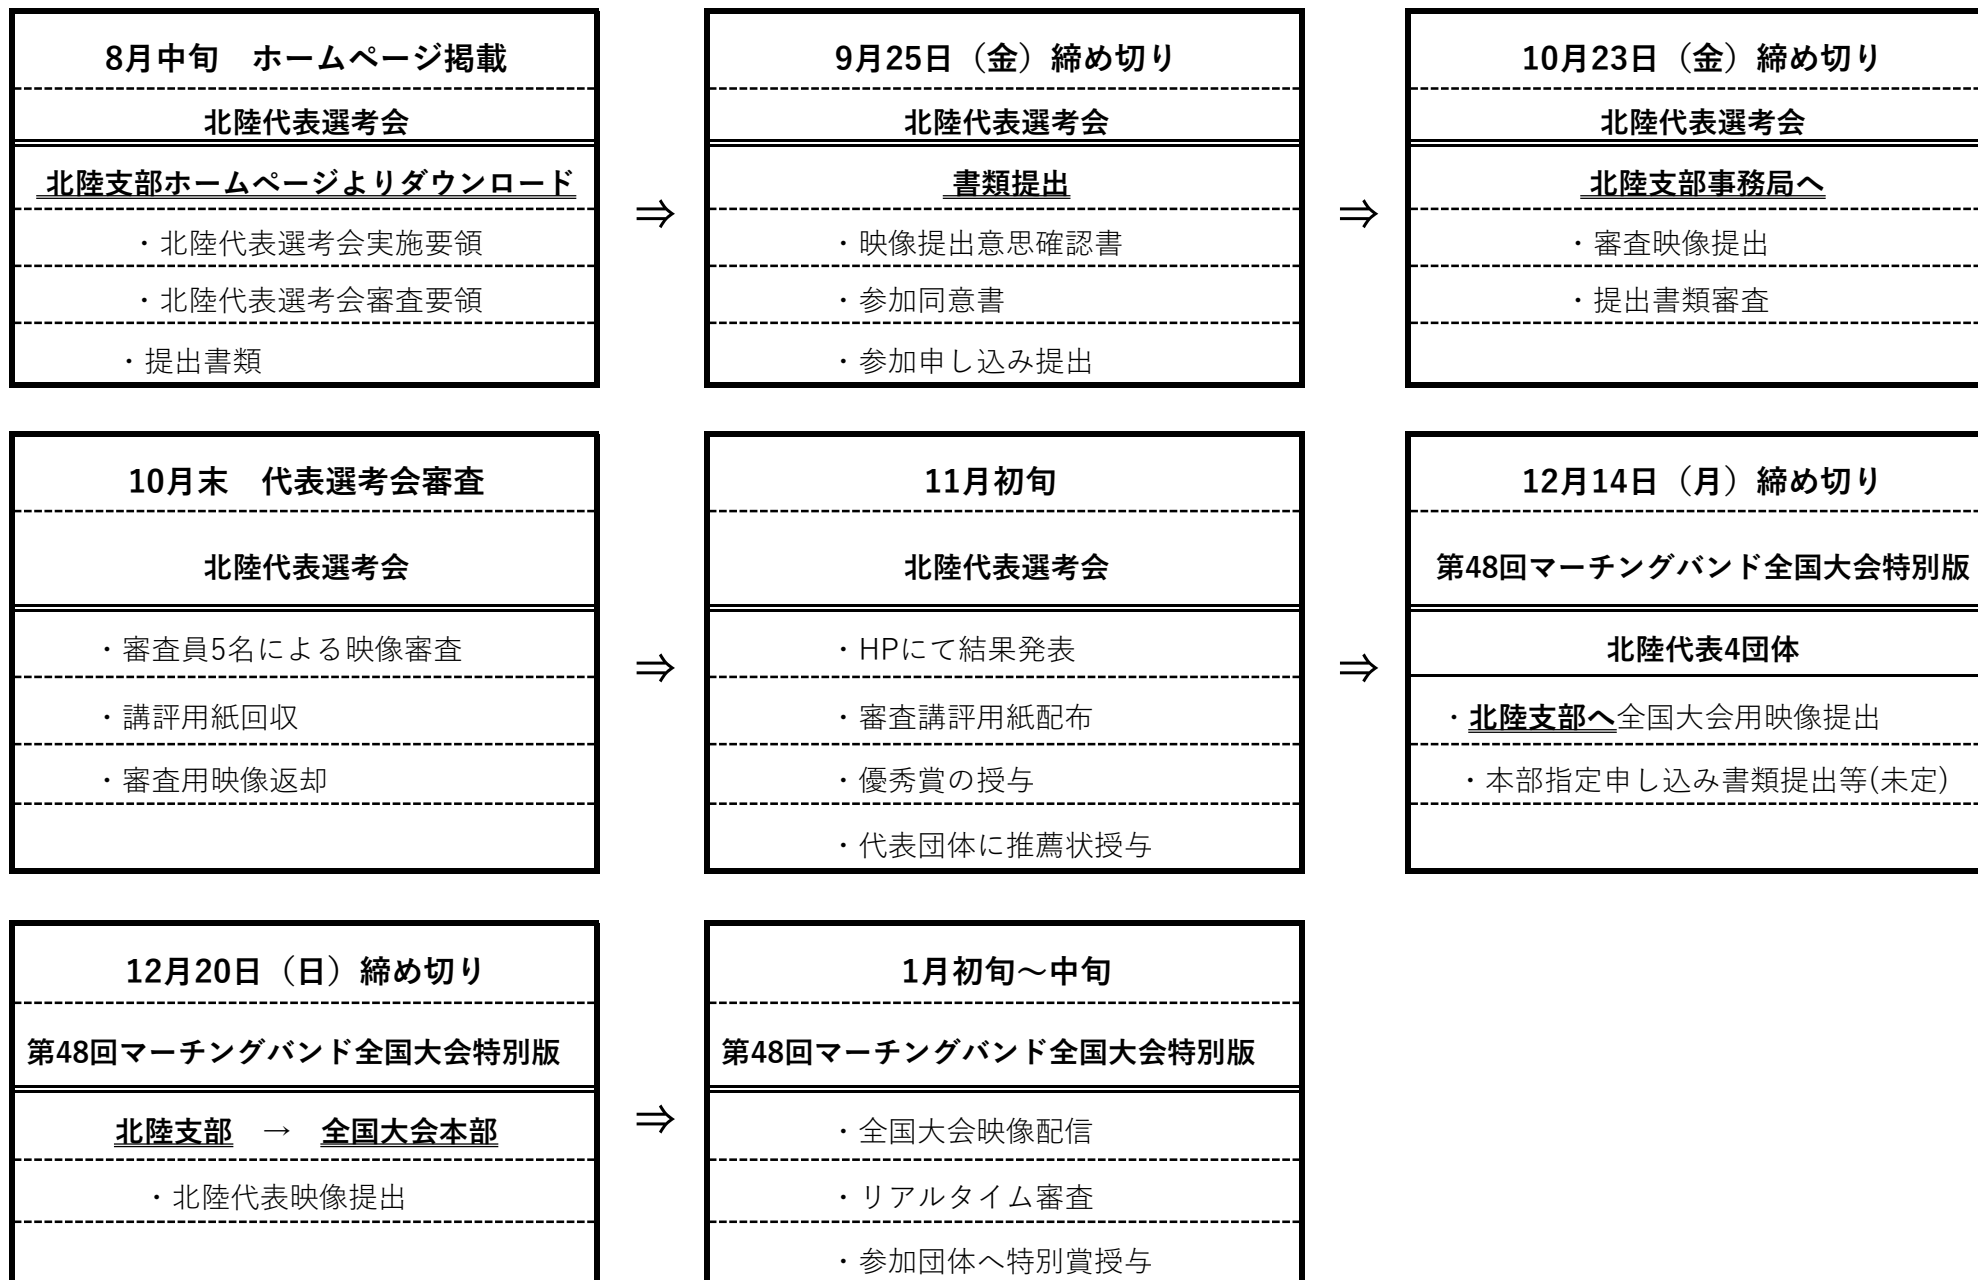 8月中旬　ホームページ掲載
北陸代表選考会
北陸支部ホームページよりダウンロード
・北陸代表選考会実施要領
・北陸代表選考会審査要領
・提出書類
⇒
9月25日（金）締め切り
北陸代表選考会
書類提出
・映像提出意思確認書
・参加同意書
・参加申し込み提出
⇒
10月23日（金）締め切り
北陸代表選考会
北陸支部事務局へ
・審査映像提出
・提出書類審査
10月末　代表選考会審査
北陸代表選考会
・審査員5名による映像審査
・講評用紙回収
・審査用映像返却
⇒
11月初旬
北陸代表選考会
・HPにて結果発表
・審査講評用紙配布
・優秀賞の授与
・代表団体に推薦状授与
⇒
12月14日（月）締め切り
第48回マーチングバンド全国大会特別版
北陸代表4団体
・北陸支部へ全国大会用映像提出
・本部指定申し込み書類提出等(未定)
12月20日（日）締め切り
第48回マーチングバンド全国大会特別版
北陸支部　→　全国大会本部
・北陸代表映像提出
⇒
1月初旬～中旬
第48回マーチングバンド全国大会特別版
・全国大会映像配信
・リアルタイム審査
・参加団体へ特別賞授与